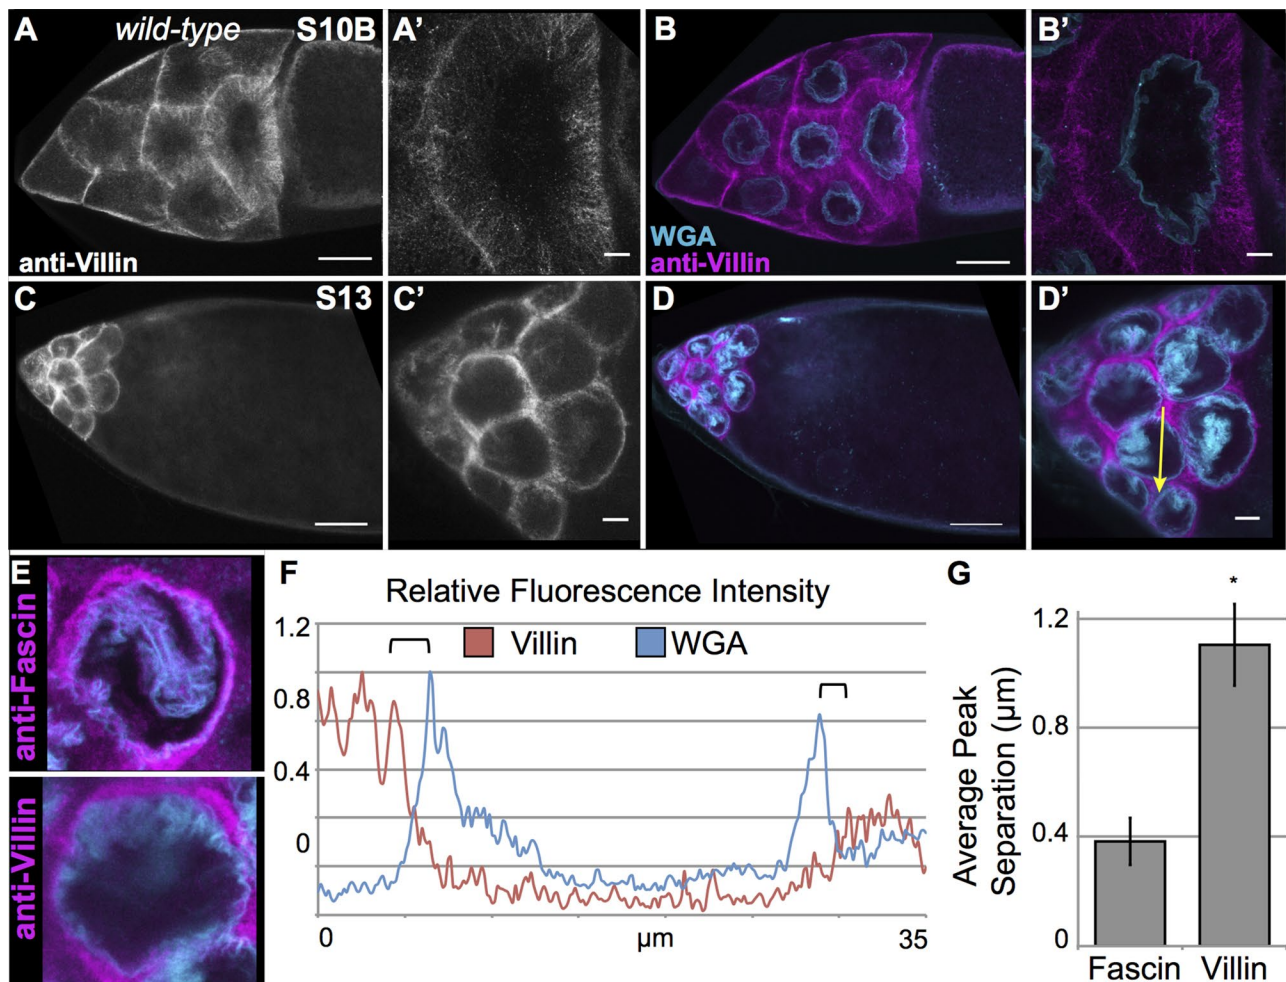 A wild-type S10B A' B B'
anti-Villin
WGA
anti-Villin
C S13 C' D D'
E F G
anti-Fascin
anti-Villin
Relative Fluorescence Intensity
Villin WGA
1.2
0.8
0.4
0
0 µm 35
*
Average Peak
Separation (µm)
1.2
0.8
0.4
0
Fascin Villin